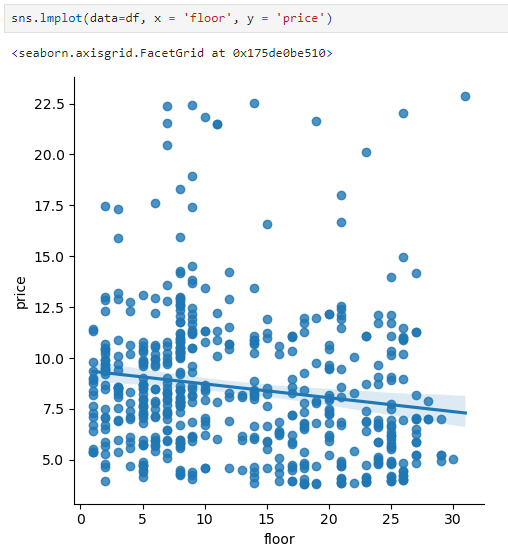 sns.lmplot(data=df, x = 'floor', y = 'price')
<seaborn.axisgrid.FacetGrid at 0x175de0be510>
22.5
20.0
17.5
15.0
12.5
10.0
7.5
5.0
price
0 5 10 15 20 25 30
floor